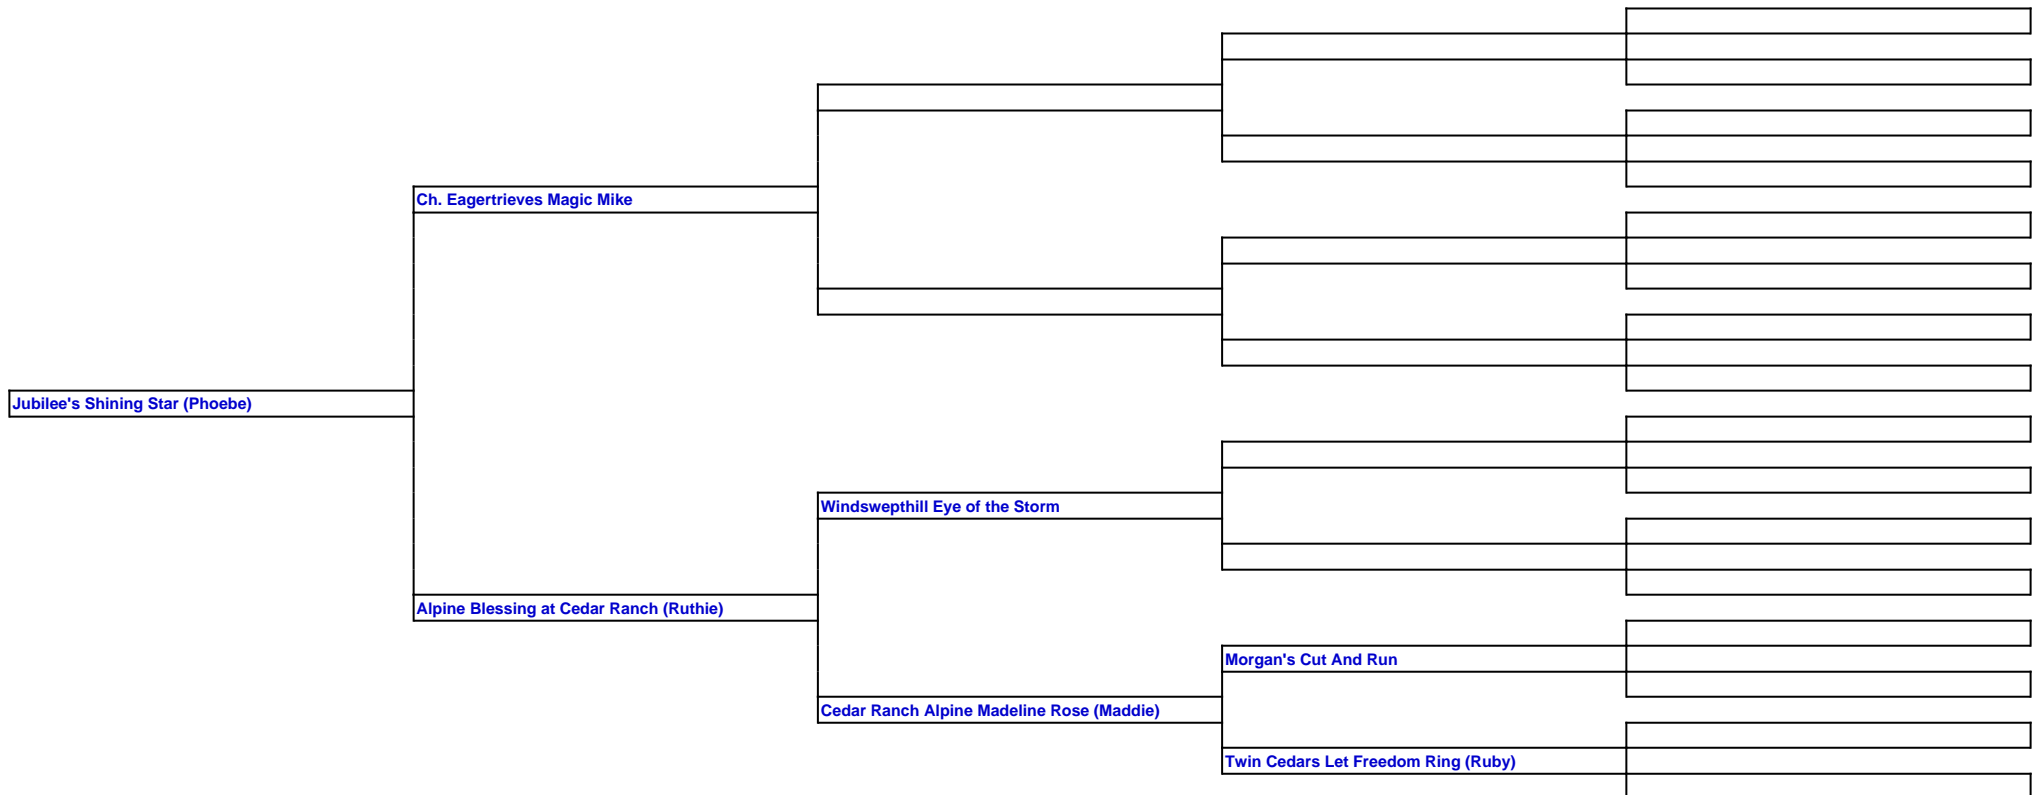 Ch. Eagertrieves Magic Mike
Jubilee's Shining Star (Phoebe)
Windswepthill Eye of the Storm
Alpine Blessing at Cedar Ranch (Ruthie)
Morgan's Cut And Run
Cedar Ranch Alpine Madeline Rose (Maddie)
Twin Cedars Let Freedom Ring (Ruby)